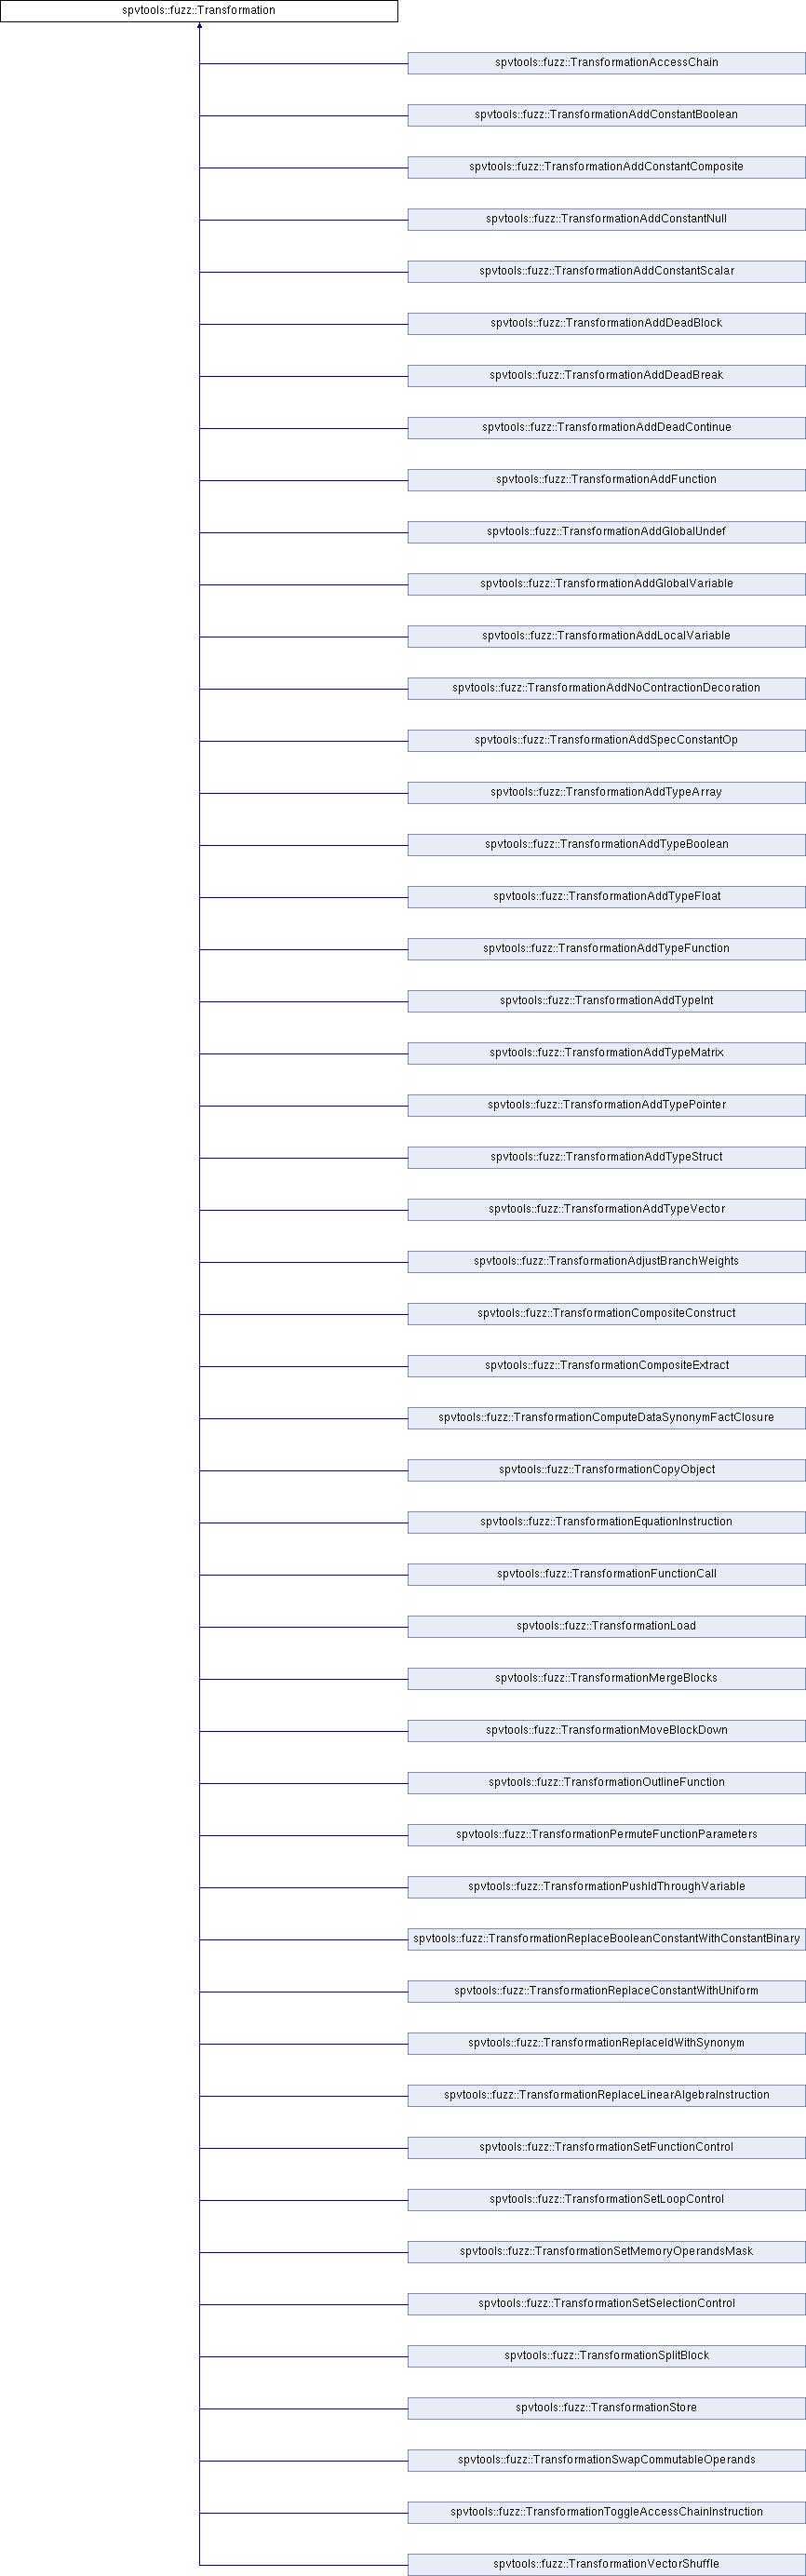 spvtools::fuzz::Transformation
spvtools::fuzz::TransformationAccessChain
spvtools::fuzz::TransformationAddConstantBoolean
spvtools::fuzz::TransformationAddConstantComposite
spvtools::fuzz::TransformationAddConstantNull
spvtools::fuzz::TransformationAddConstantScalar
spvtools::fuzz::TransformationAddDeadBlock
spvtools::fuzz::TransformationAddDeadBreak
spvtools::fuzz::TransformationAddDeadContinue
spvtools::fuzz::TransformationAddFunction
spvtools::fuzz::TransformationAddGlobalUndef
spvtools::fuzz::TransformationAddGlobalVariable
spvtools::fuzz::TransformationAddLocalVariable
spvtools::fuzz::TransformationAddNoContractionDecoration
spvtools::fuzz::TransformationAddSpecConstantOp
spvtools::fuzz::TransformationAddTypeArray
spvtools::fuzz::TransformationAddTypeBoolean
spvtools::fuzz::TransformationAddTypeFloat
spvtools::fuzz::TransformationAddTypeFunction
spvtools::fuzz::TransformationAddTypeInt
spvtools::fuzz::TransformationAddTypeMatrix
spvtools::fuzz::TransformationAddTypePointer
spvtools::fuzz::TransformationAddTypeStruct
spvtools::fuzz::TransformationAddTypeVector
spvtools::fuzz::TransformationAdjustBranchWeights
spvtools::fuzz::TransformationCompositeConstruct
spvtools::fuzz::TransformationCompositeExtract
spvtools::fuzz::TransformationComputeDataSynonymFactClosure
spvtools::fuzz::TransformationCopyObject
spvtools::fuzz::TransformationEquationInstruction
spvtools::fuzz::TransformationFunctionCall
spvtools::fuzz::TransformationLoad
spvtools::fuzz::TransformationMergeBlocks
spvtools::fuzz::TransformationMoveBlockDown
spvtools::fuzz::TransformationOutlineFunction
spvtools::fuzz::TransformationPermuteFunctionParameters
spvtools::fuzz::TransformationPushIdThroughVariable
spvtools::fuzz::TransformationReplaceBooleanConstantWithConstantBinary
spvtools::fuzz::TransformationReplaceConstantWithUniform
spvtools::fuzz::TransformationReplaceIdWithSynonym
spvtools::fuzz::TransformationReplaceLinearAlgebraInstruction
spvtools::fuzz::TransformationSetFunctionControl
spvtools::fuzz::TransformationSetLoopControl
spvtools::fuzz::TransformationSetMemoryOperandsMask
spvtools::fuzz::TransformationSetSelectionControl
spvtools::fuzz::TransformationSplitBlock
spvtools::fuzz::TransformationStore
spvtools::fuzz::TransformationSwapCommutableOperands
spvtools::fuzz::TransformationToggleAccessChainInstruction
spvtools::fuzz::TransformationVectorShuffle